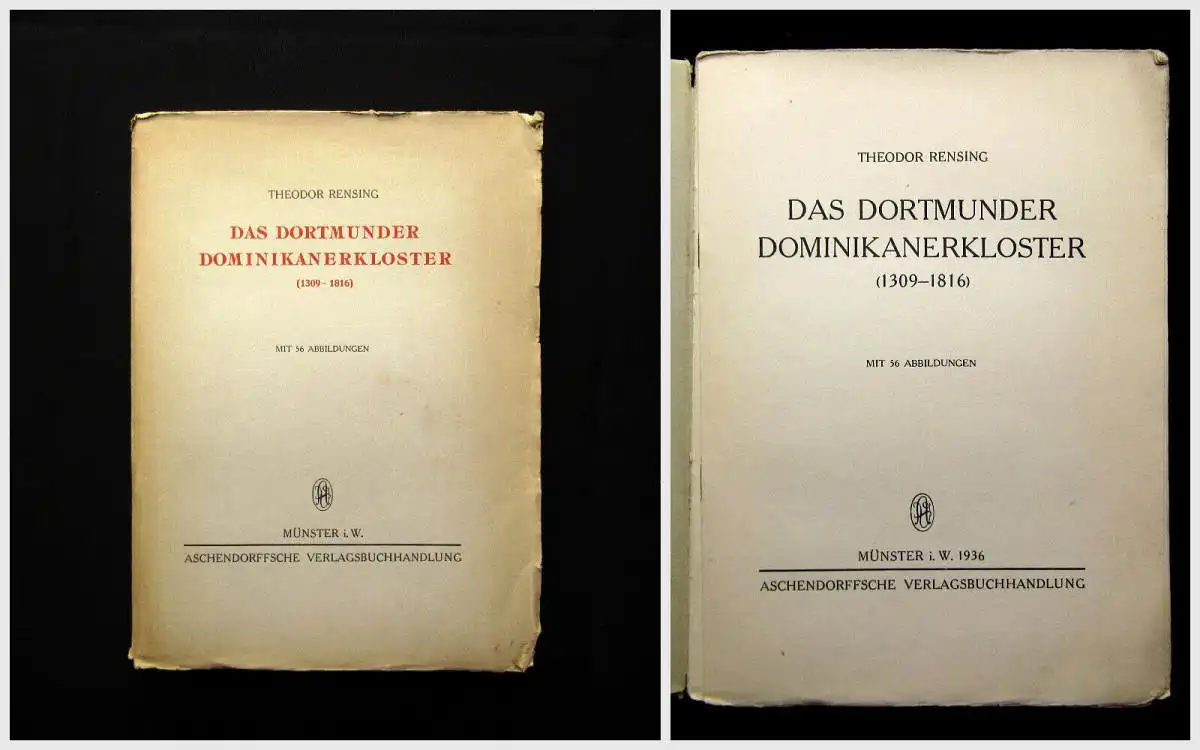 THEODOR RENSING
DAS DORTMUNDER
DOMINIKANERKLOSTER
(1309-1816)
MIT 56 ABBILDUNGEN
MÜNSTER i. W.
ASCHENDORFFSCHE VERLAGSBUCHHANDLUNG
THEODOR RENSING
DAS DORTMUNDER
DOMINIKANERKLOSTER
(1309–1816)
MIT 56 ABBILDUNGEN
MÜNSTER i. W. 1936
ASCHENDORFFSCHE VERLAGSBUCHHANDLUNG